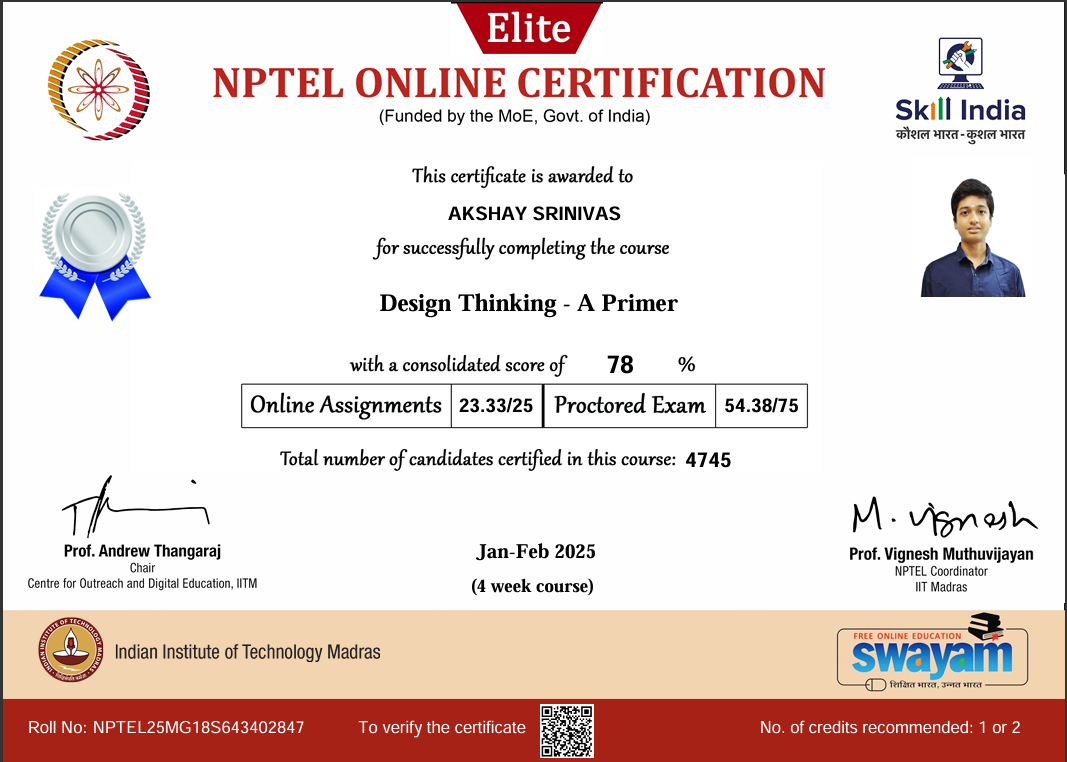 Elite
NPTEL ONLINE CERTIFICATION
(Funded by the MoE, Govt. of India)
Skill India
कौशल भारत - कुशल भारत
This certificate is awarded to
AKSHAY SRINIVAS
for successfully completing the course
Design Thinking - A Primer
with a consolidated score of 78 %
Online Assignments 23.33/25 Proctored Exam 54.38/75
Total number of candidates certified in this course: 4745
M. Vignesh
Prof. Andrew Thangaraj
Chair
Centre for Outreach and Digital Education, IITM
Jan-Feb 2025
(4 week course)
Prof. Vignesh Muthuvijayan
NPTEL Coordinator
IIT Madras
INDIAN INSTITUTE OF TECHNOLOGY MADRAS
Indian Institute of Technology Madras
FREE ONLINE EDUCATION
swayam
शिक्षित भारत, उन्नत भारत
Roll No: NPTEL25MG18S643402847
To verify the certificate
No. of credits recommended: 1 or 2